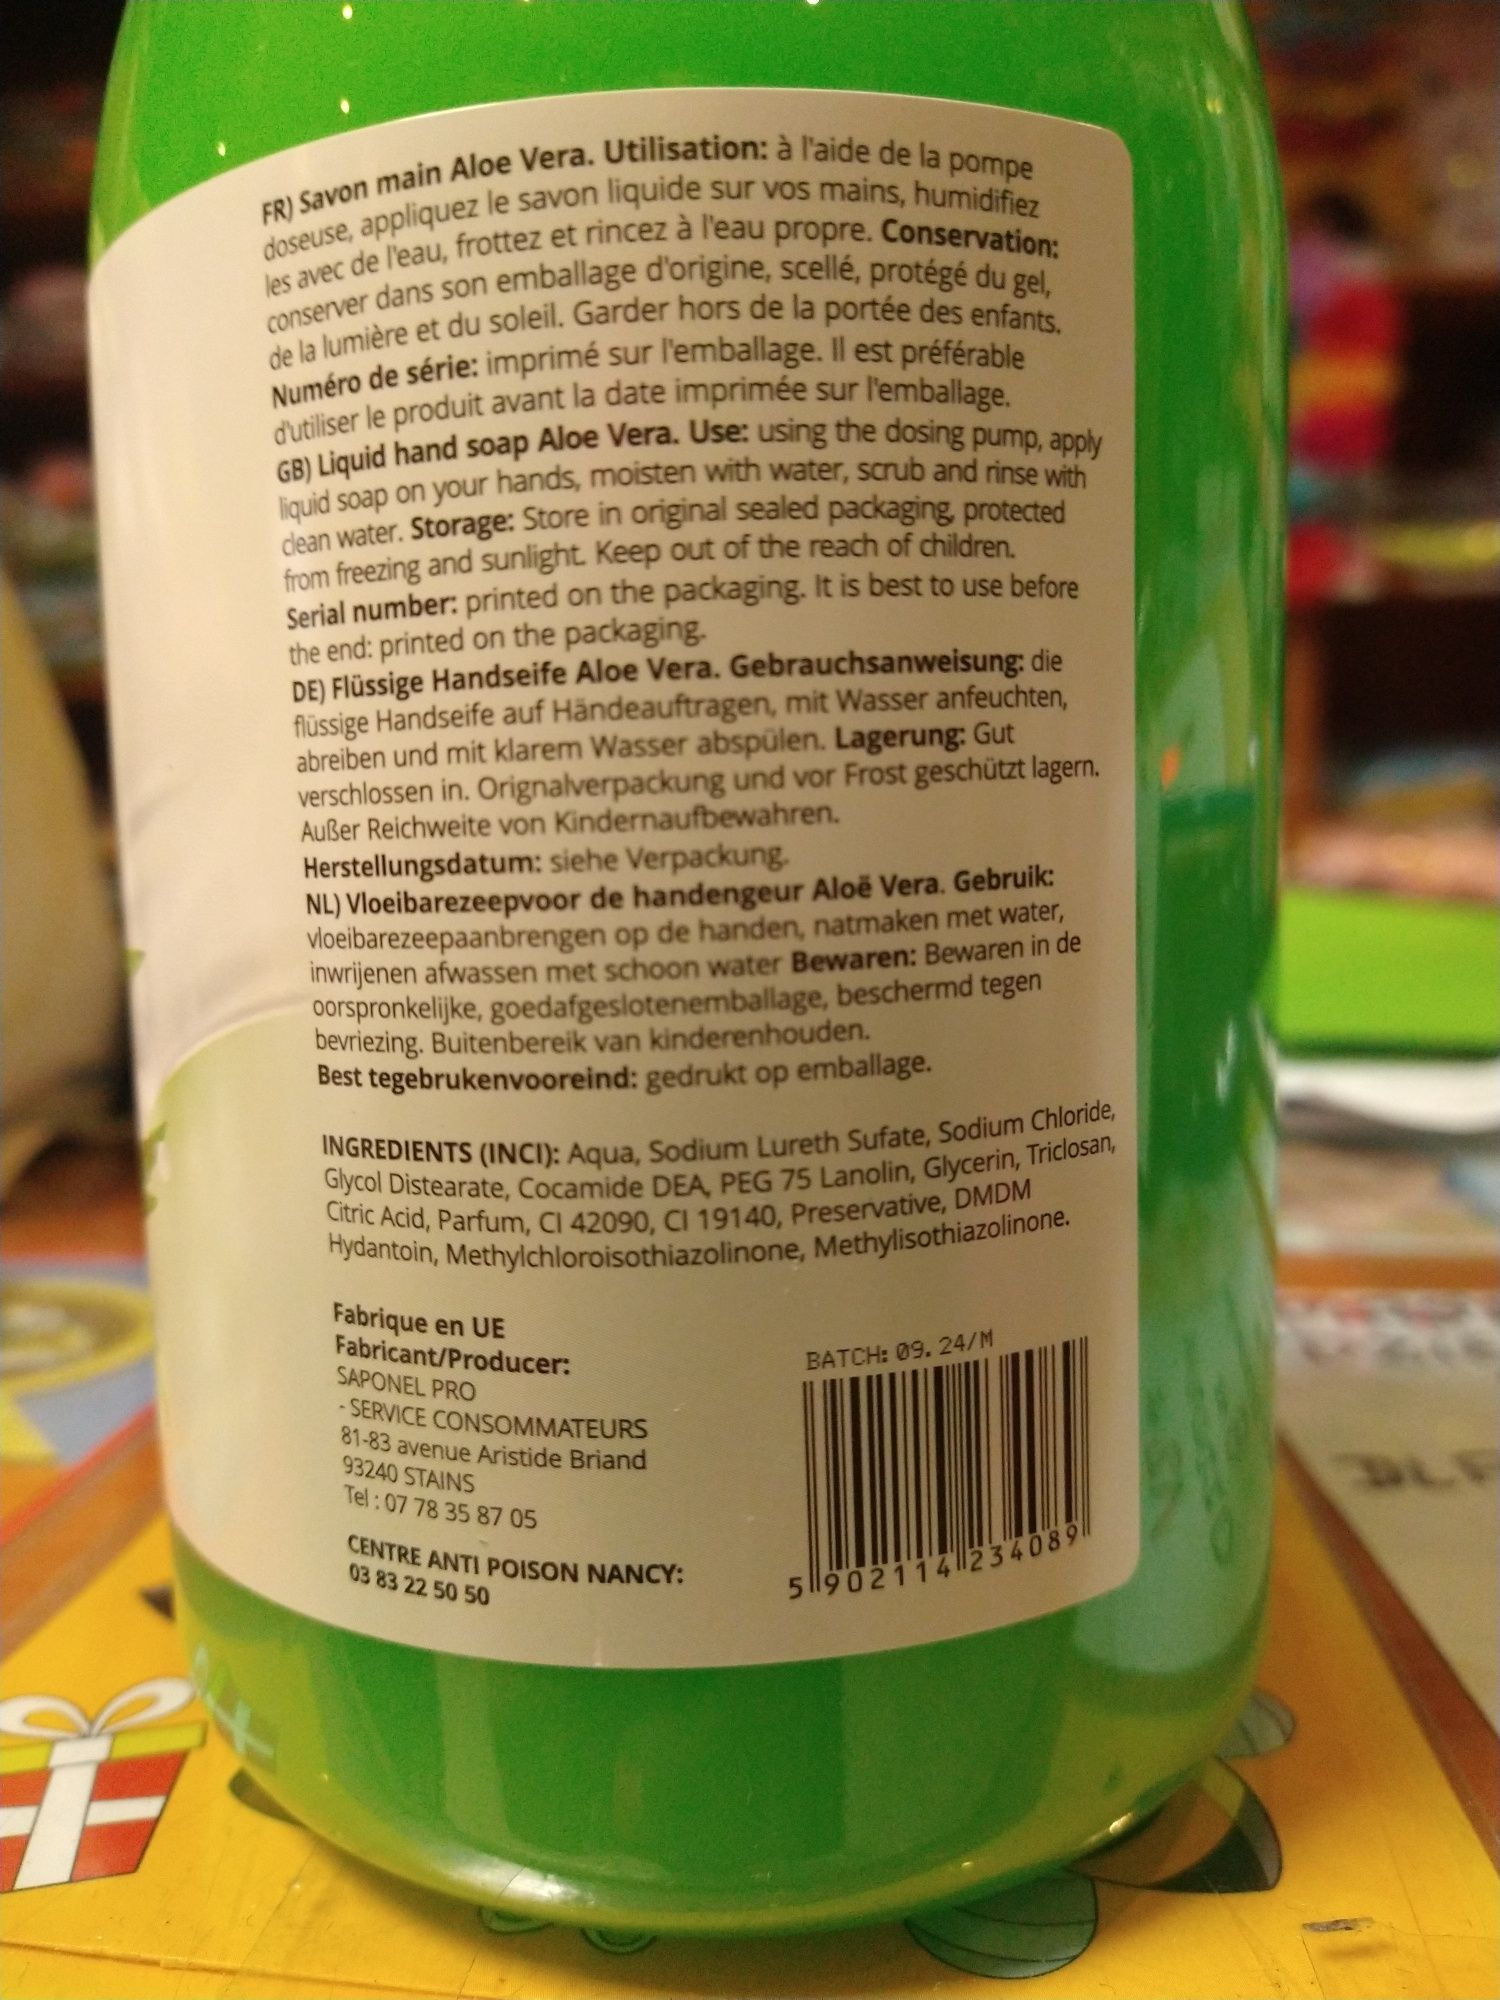 FR) Savon main Aloe Vera. Utilisation: à l'aide de la pompe
doseuse, appliquez le savon liquide sur vos mains, humidifiez
les avec de l'eau, frottez et rincez à l'eau propre. Conservation:
conserver dans son emballage d'origine, scellé, protégé du gel,
de la lumière et du soleil. Garder hors de la portée des enfants.
Numéro de série: imprimé sur l'emballage. Il est préférable
d'utiliser le produit avant la date imprimée sur l'emballage.
GB) Liquid hand soap Aloe Vera. Use: using the dosing pump, apply
liquid soap on your hands, moisten with water, scrub and rinse with
clean water. Storage: Store in original sealed packaging, protected
from freezing and sunlight. Keep out of the reach of children.
Serial number: printed on the packaging. It is best to use before
the end: printed on the packaging.
DE) Flüssige Handseife Aloe Vera. Gebrauchsanweisung: die
flüssige Handseife auf Händeauftragen, mit Wasser anfeuchten,
abreiben und mit klarem Wasser abspülen. Lagerung: Gut
verschlossen in. Orignalverpackung und vor Frost geschützt lagern.
Außer Reichweite von Kindernaufbewahren.
Herstellungsdatum: siehe Verpackung.
NL) Vloeibarezeepvoor de handengeur Aloë Vera. Gebruik:
vloeibarezeepaanbrengen op de handen, natmaken met water,
inwrijenen afwassen met schoon water Bewaren: Bewaren in de
oorspronkelijke, goedafgeslotenemballage, beschermd tegen
bevriezing. Buitenbereik van kinderenhouden.
Best tegebrukenvooreind: gedrukt op emballage.
INGREDIENTS (INCI): Aqua, Sodium Lureth Sufate, Sodium Chloride,
Glycol Distearate, Cocamide DEA, PEG 75 Lanolin, Glycerin, Triclosan,
Citric Acid, Parfum, CI 42090, CI 19140, Preservative, DMDM
Hydantoin, Methylchloroisothiazolinone, Methylisothiazolinone.
Fabrique en UE
Fabricant/Producer:
SAPONEL PRO
- SERVICE CONSOMMATEURS
81-83 avenue Aristide Briand
93240 STAINS
Tel : 07 78 35 87 05
CENTRE ANTI POISON NANCY:
03 83 22 50 50
BATCH: 09. 24/M
5 902114 234089